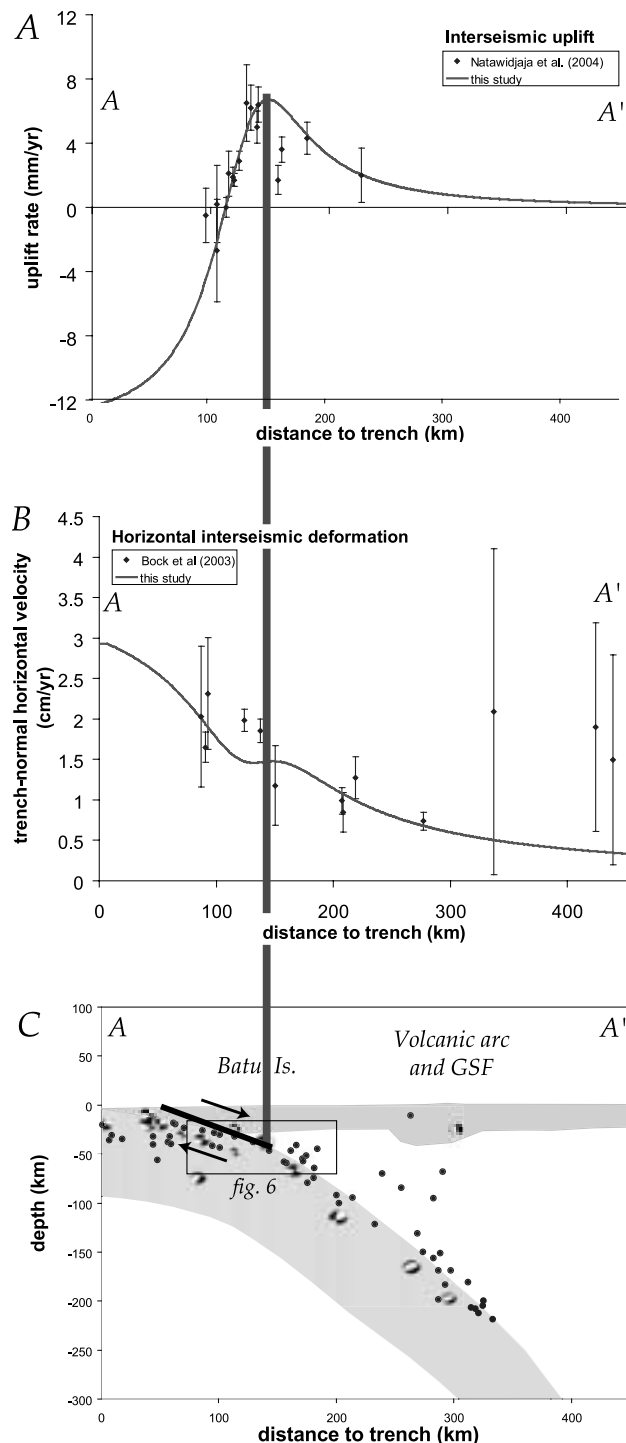 A
Interseismic uplift
Natawidjaja et al. (2004)
this study
A
A'
uplift rate (mm/yr)
12
8
4
0
-4
-8
-12
0
100
200
300
400
distance to trench (km)
B
Horizontal interseismic deformation
Bock et al (2003)
this study
A
A'
trench-normal horizontal velocity
(cm/yr)
4.5
4
3.5
3
2.5
2
1.5
1
0.5
0
0
100
200
300
400
distance to trench (km)
C
A
A'
Batu Is.
Volcanic arc
and GSF
fig. 6
depth (km)
100
50
0
-50
-100
-150
-200
-250
-300
0
100
200
300
400
distance to trench (km)